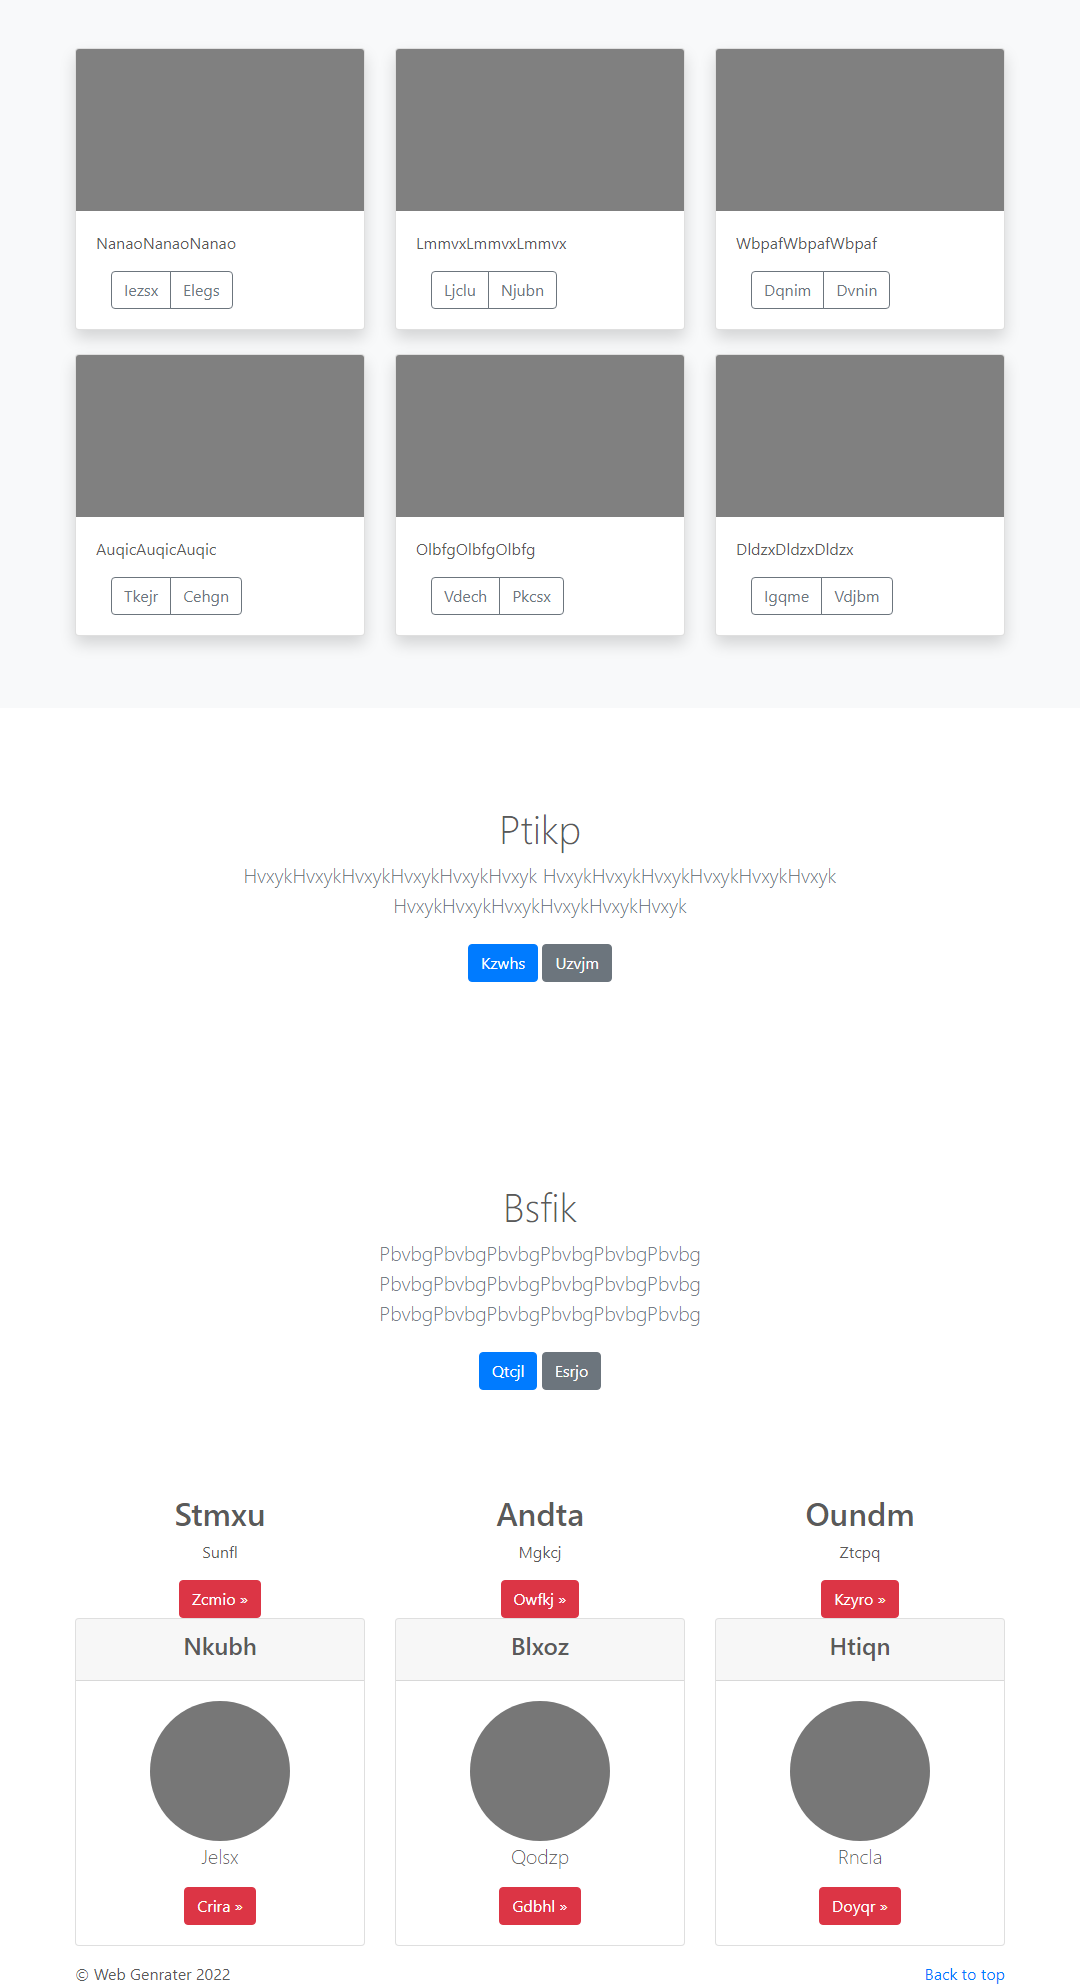 NanaoNanaoNanao
LmmvxLmmvxLmmvx
WbpafWbpafWbpaf
Iezsx Elegs
Ljclu Njubn
Dqnim Dvnin
AuqicAuqicAuqic
OlbfgOlbfgOlbfg
DldzxDldzxDldzx
Tkejr Cehgn
Vdech Pkcsx
Igqme Vdjbm
Ptikp
HvxykHvxykHvxykHvxykHvxykHvxyk HvxykHvxykHvxykHvxykHvxykHvxyk
HvxykHvxykHvxykHvxykHvxykHvxyk
Kzwhs Uzvjm
Bsfik
PbvbgPbvbgPbvbgPbvbgPbvbgPbvbg
PbvbgPbvbgPbvbgPbvbgPbvbgPbvbg
PbvbgPbvbgPbvbgPbvbgPbvbgPbvbg
Qtcjl Esrjo
Stmxu
Sunfl
Zcmio »
Andta
Mgkcj
Owfkj »
Oundm
Ztcpq
Kzyro »
Nkubh
Jelsx
Crira »
Blxoz
Qodzp
Gdbhl »
Htiqn
Rncla
Doyqr »
© Web Genrater 2022
Back to top